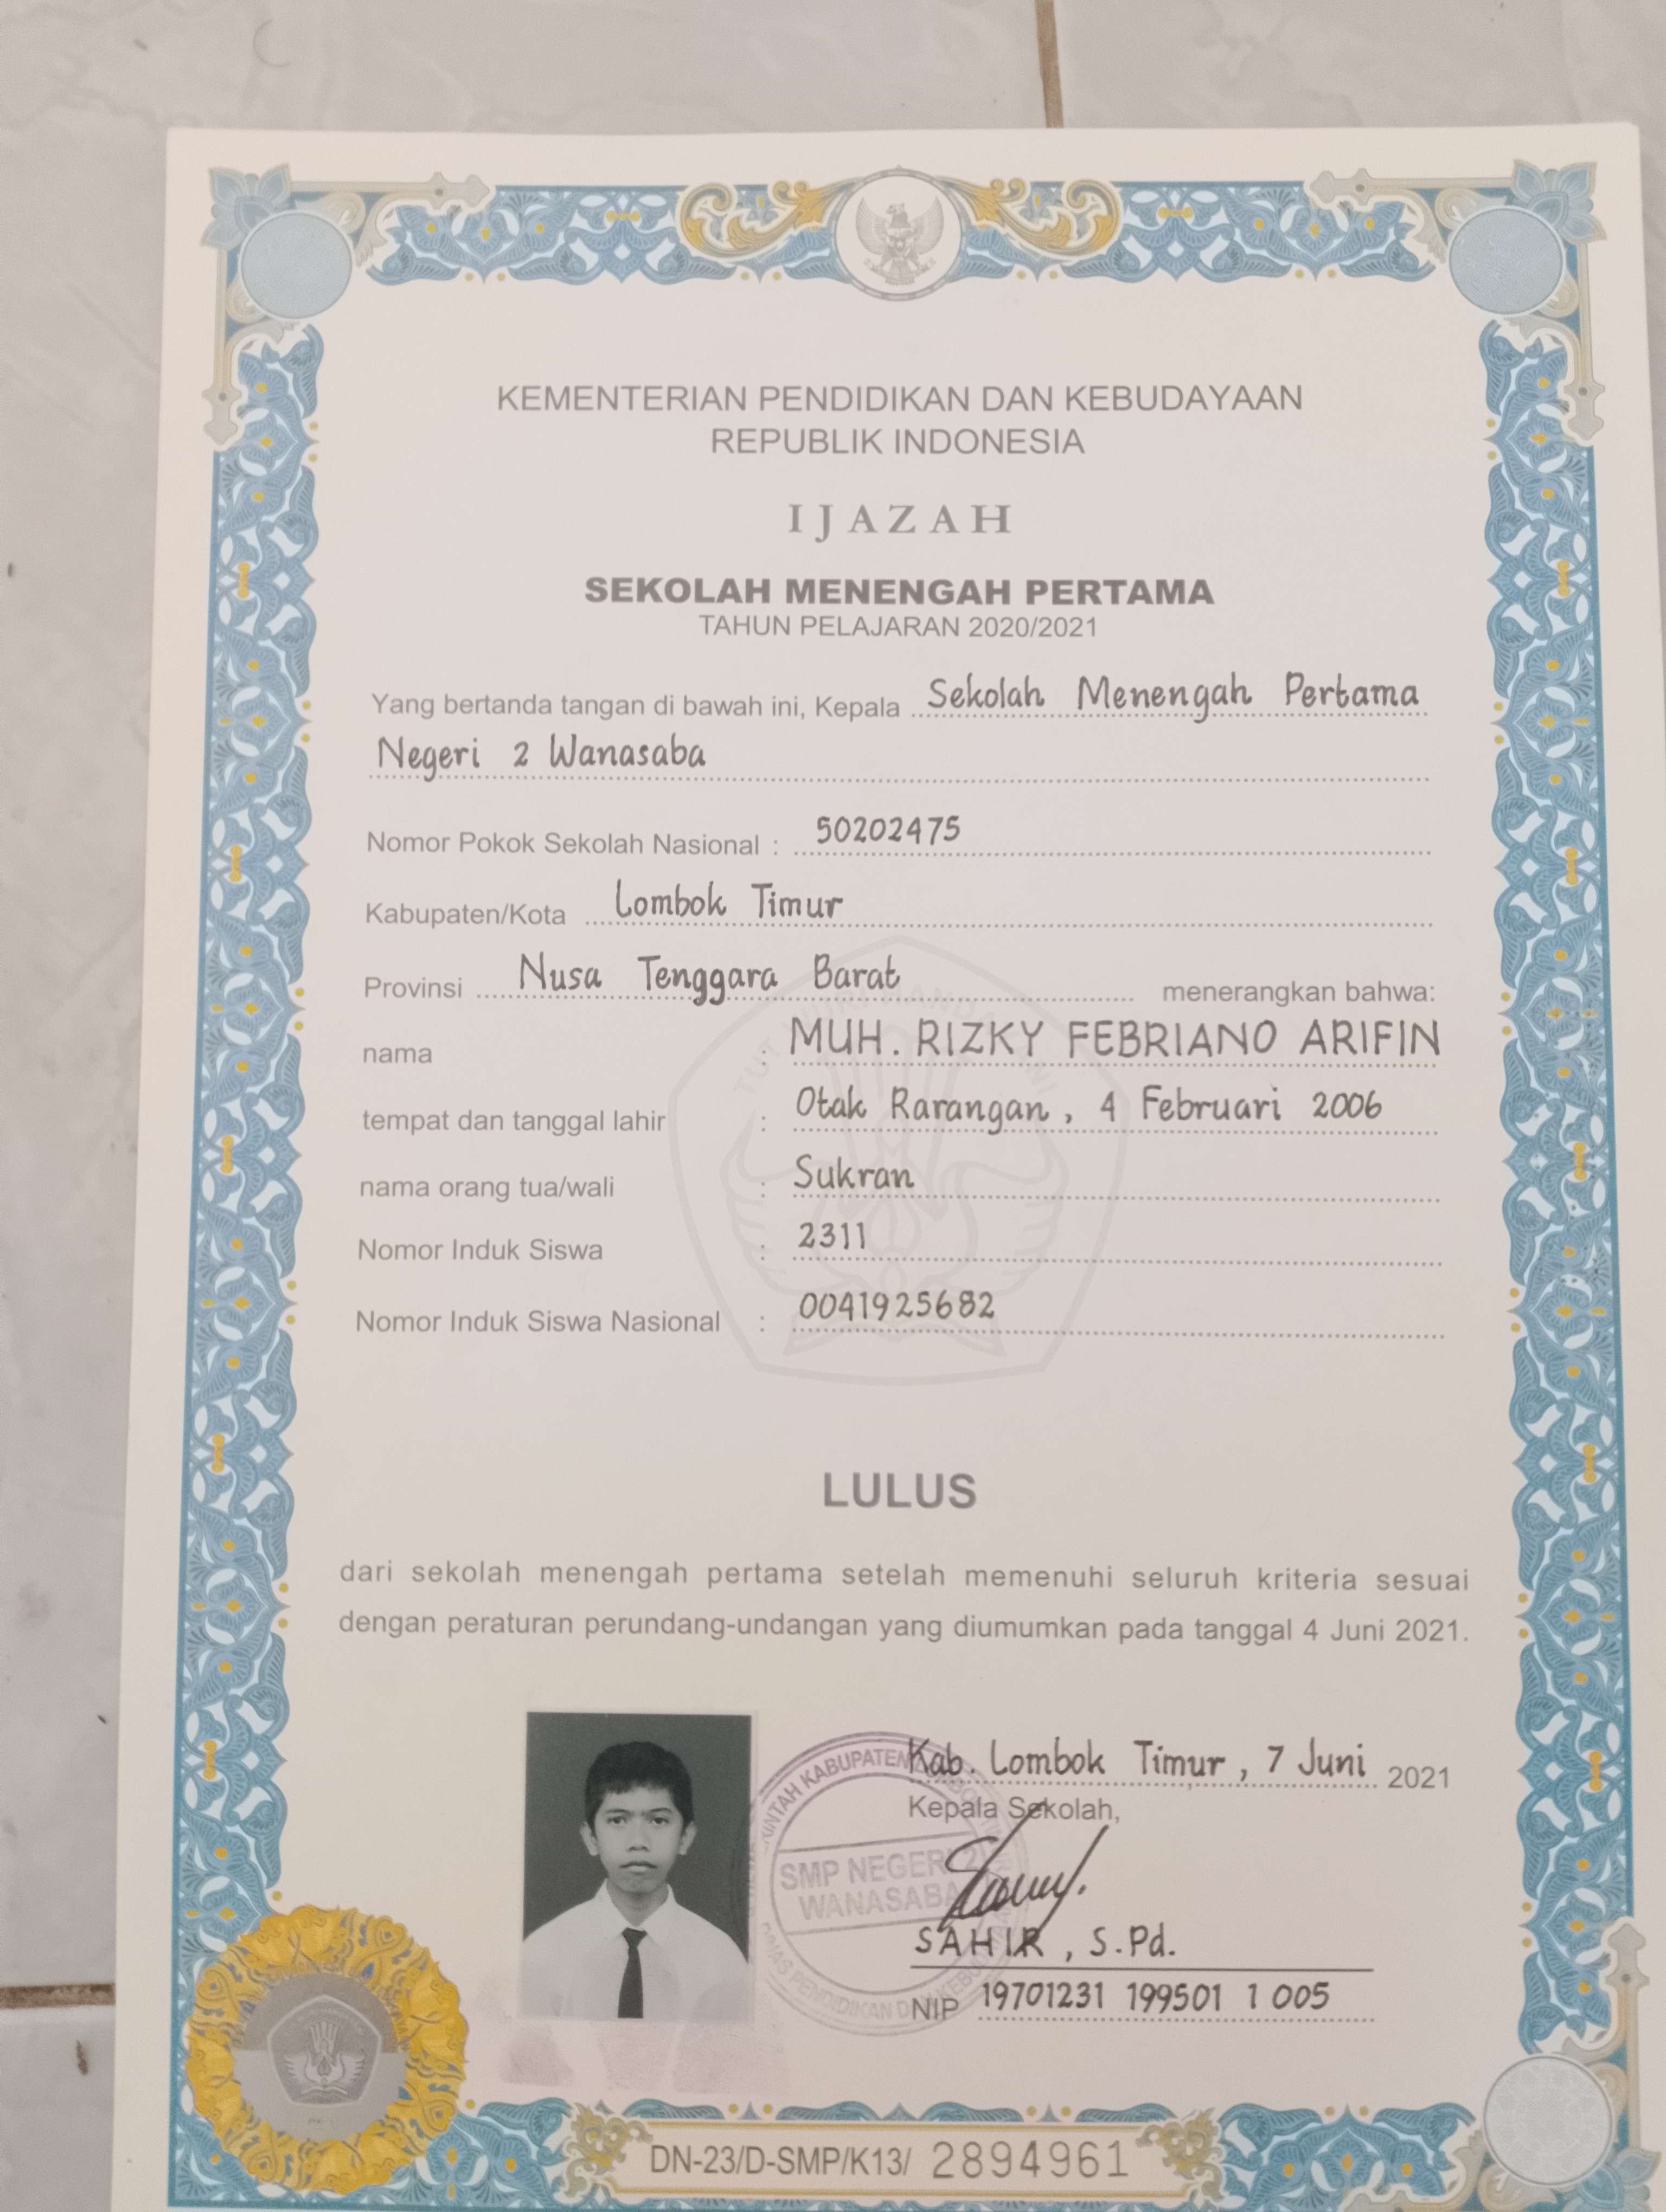 KEMENTERIAN PENDIDIKAN DAN KEBUDAYAAN
REPUBLIK INDONESIA
IJAZAH
SEKOLAH MENENGAH PERTAMA
TAHUN PELAJARAN 2020/2021
Yang bertanda tangan di bawah ini, Kepala Sekolah Menengah Pertama
Negeri 2 Wanasaba
Nomor Pokok Sekolah Nasional : 50202475
Kabupaten/Kota Lombok Timur
Provinsi Nusa Tenggara Barat menerangkan bahwa:
nama : MUH. RIZKY FEBRIANO ARIFIN
tempat dan tanggal lahir : Otak Rarangan, 4 Februari 2006
nama orang tua/wali : Sukran
Nomor Induk Siswa : 2311
Nomor Induk Siswa Nasional : 0041925682
LULUS
dari sekolah menengah pertama setelah memenuhi seluruh kriteria sesuai
dengan peraturan perundang-undangan yang diumumkan pada tanggal 4 Juni 2021.
Kab. Lombok Timur, 7 Juni 2021
Kepala Sekolah,
SMP NEGERI 2
WANASABA
SAHIR, S.Pd.
NIP 19701231 199501 1 005
DN-23/D-SMP/K13/ 2894961